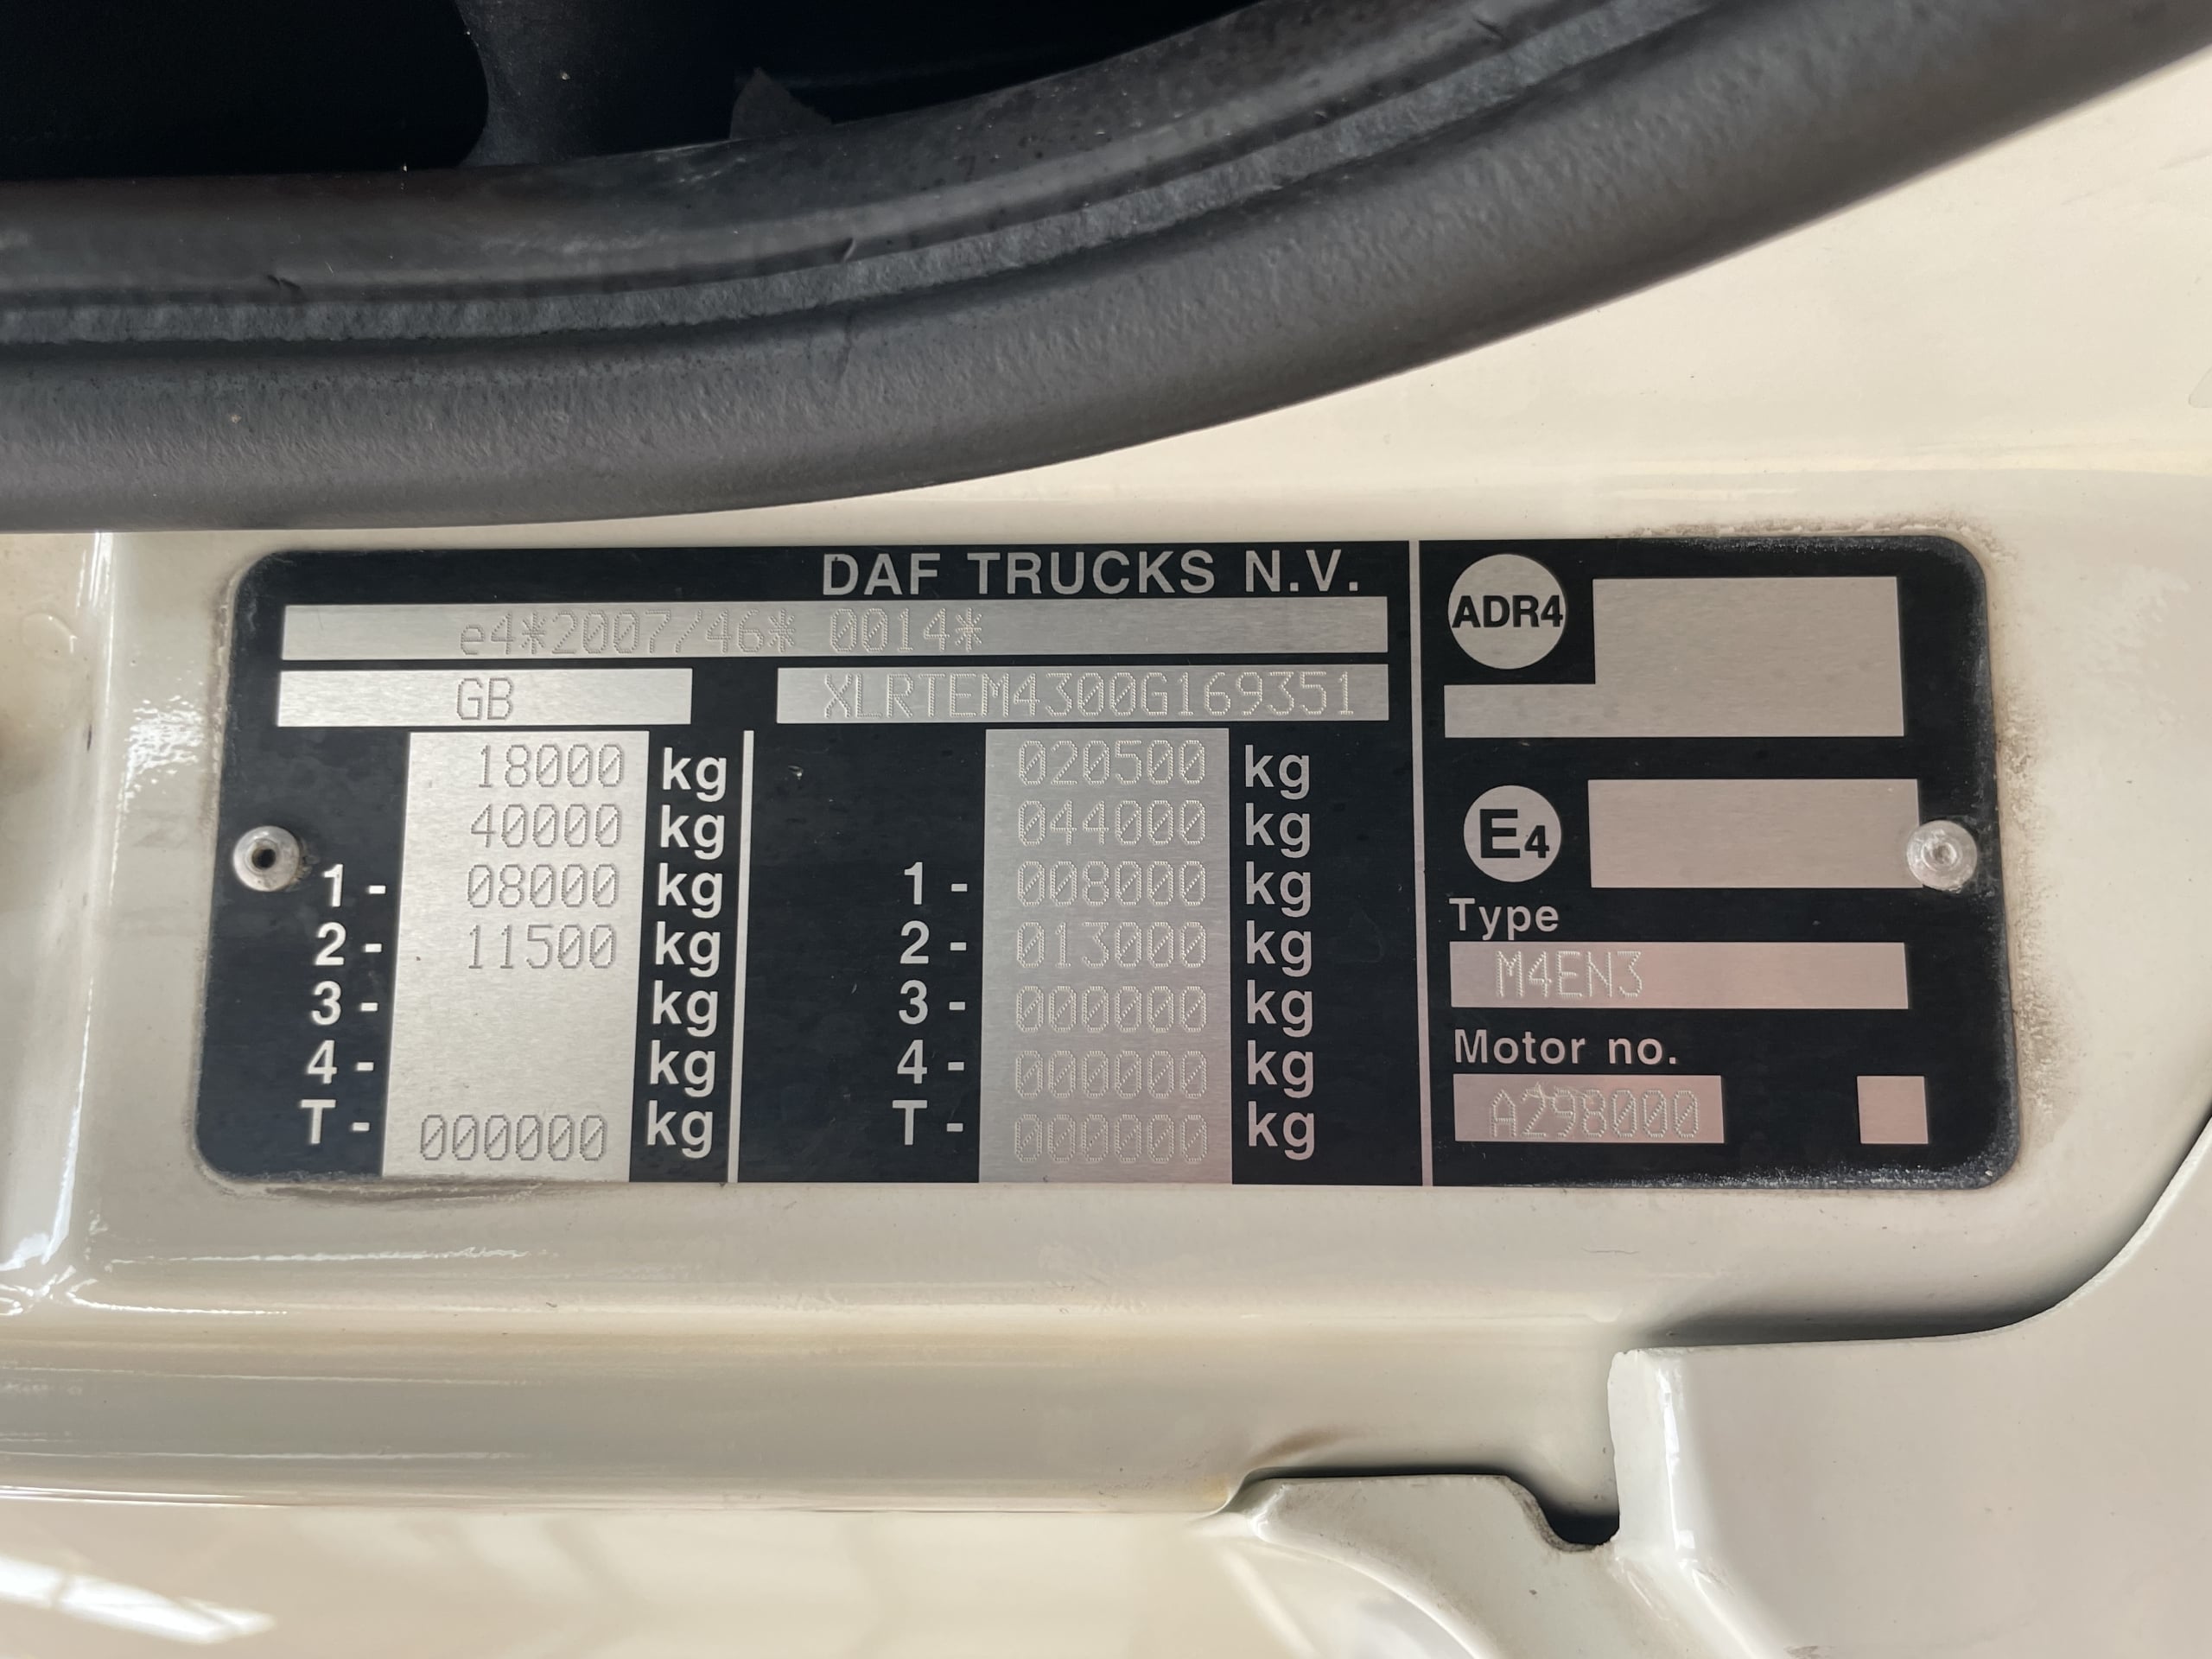 DAF TRUCKS N.V.
e4*2007/46* 0014*
GB XLRTEM4300G169351
18000 kg 020500 kg
40000 kg 044000 kg
1 - 08000 kg 1 - 008000 kg
2 - 11500 kg 2 - 013000 kg
3 - kg 3 - 000000 kg
4 - kg 4 - 000000 kg
T - 000000 kg T - 000000 kg
ADR4
E4
Type
M4EN3
Motor no.
A298000